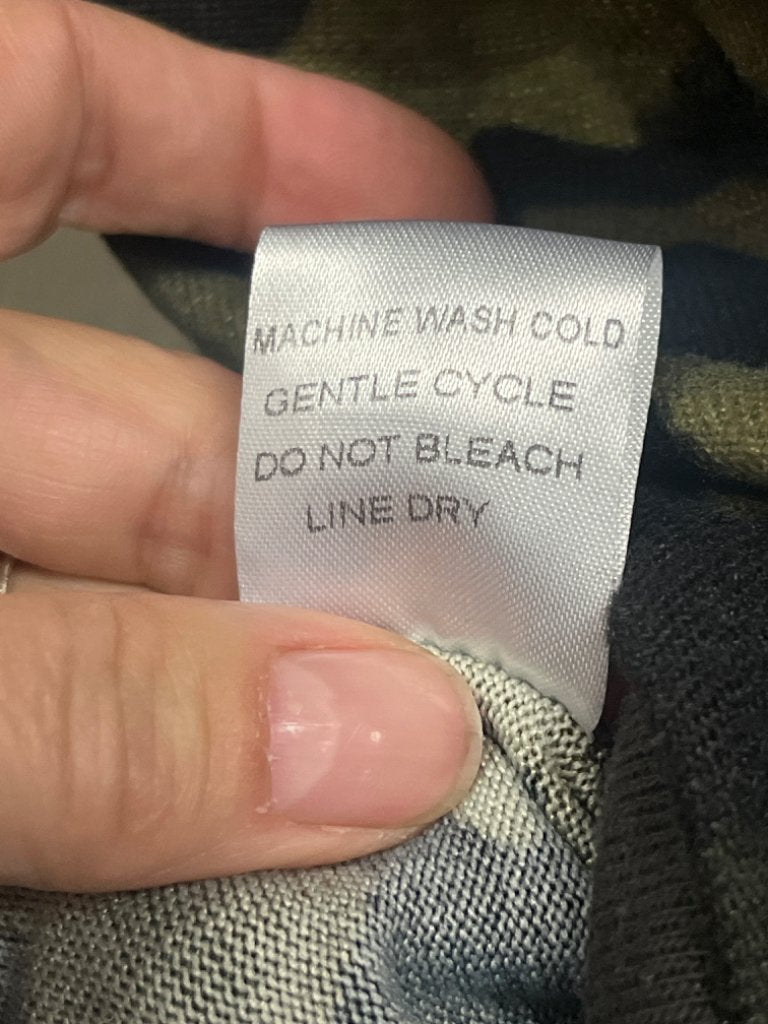 MACHINE WASH COLD
GENTLE CYCLE
DO NOT BLEACH
LINE DRY